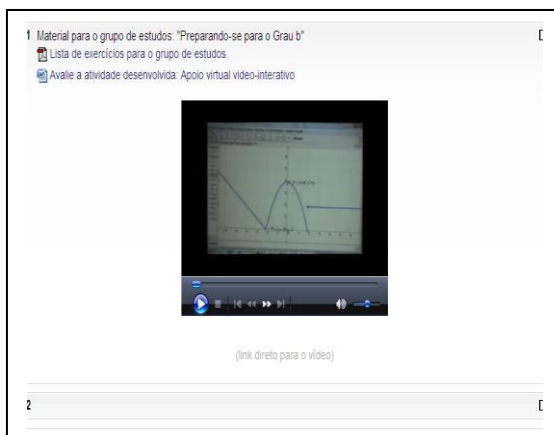 1 Material para o grupo de estudos: "Preparando-se para o Grau b"
Lista de exercícios para o grupo de estudos.
Avalie a atividade desenvolvida: Apoio virtual video-interativo
(link direto para o vídeo)
2